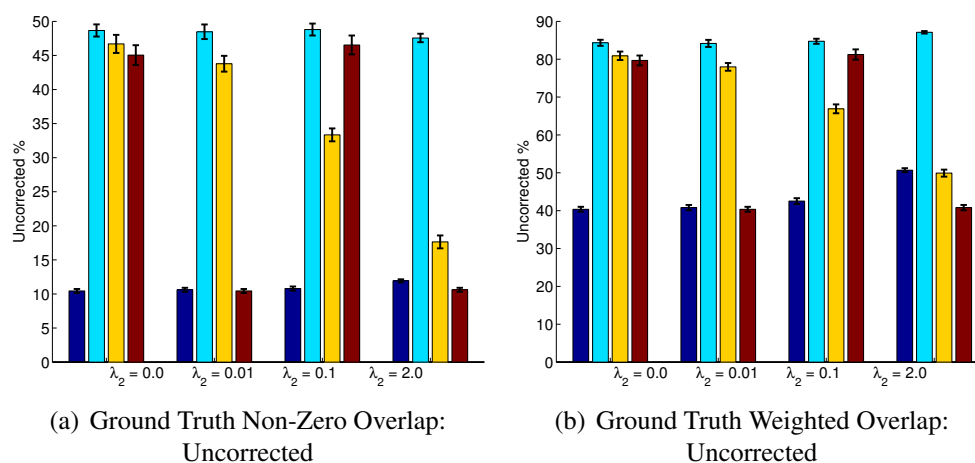 50
45
40
35
30
25
20
15
10
5
0
Uncorrected %
λ2 = 0.0 λ2 = 0.01 λ2 = 0.1 λ2 = 2.0
90
80
70
60
50
40
30
20
10
0
Uncorrected %
λ2 = 0.0 λ2 = 0.01 λ2 = 0.1 λ2 = 2.0
(a) Ground Truth Non-Zero Overlap:
Uncorrected
(b) Ground Truth Weighted Overlap:
Uncorrected